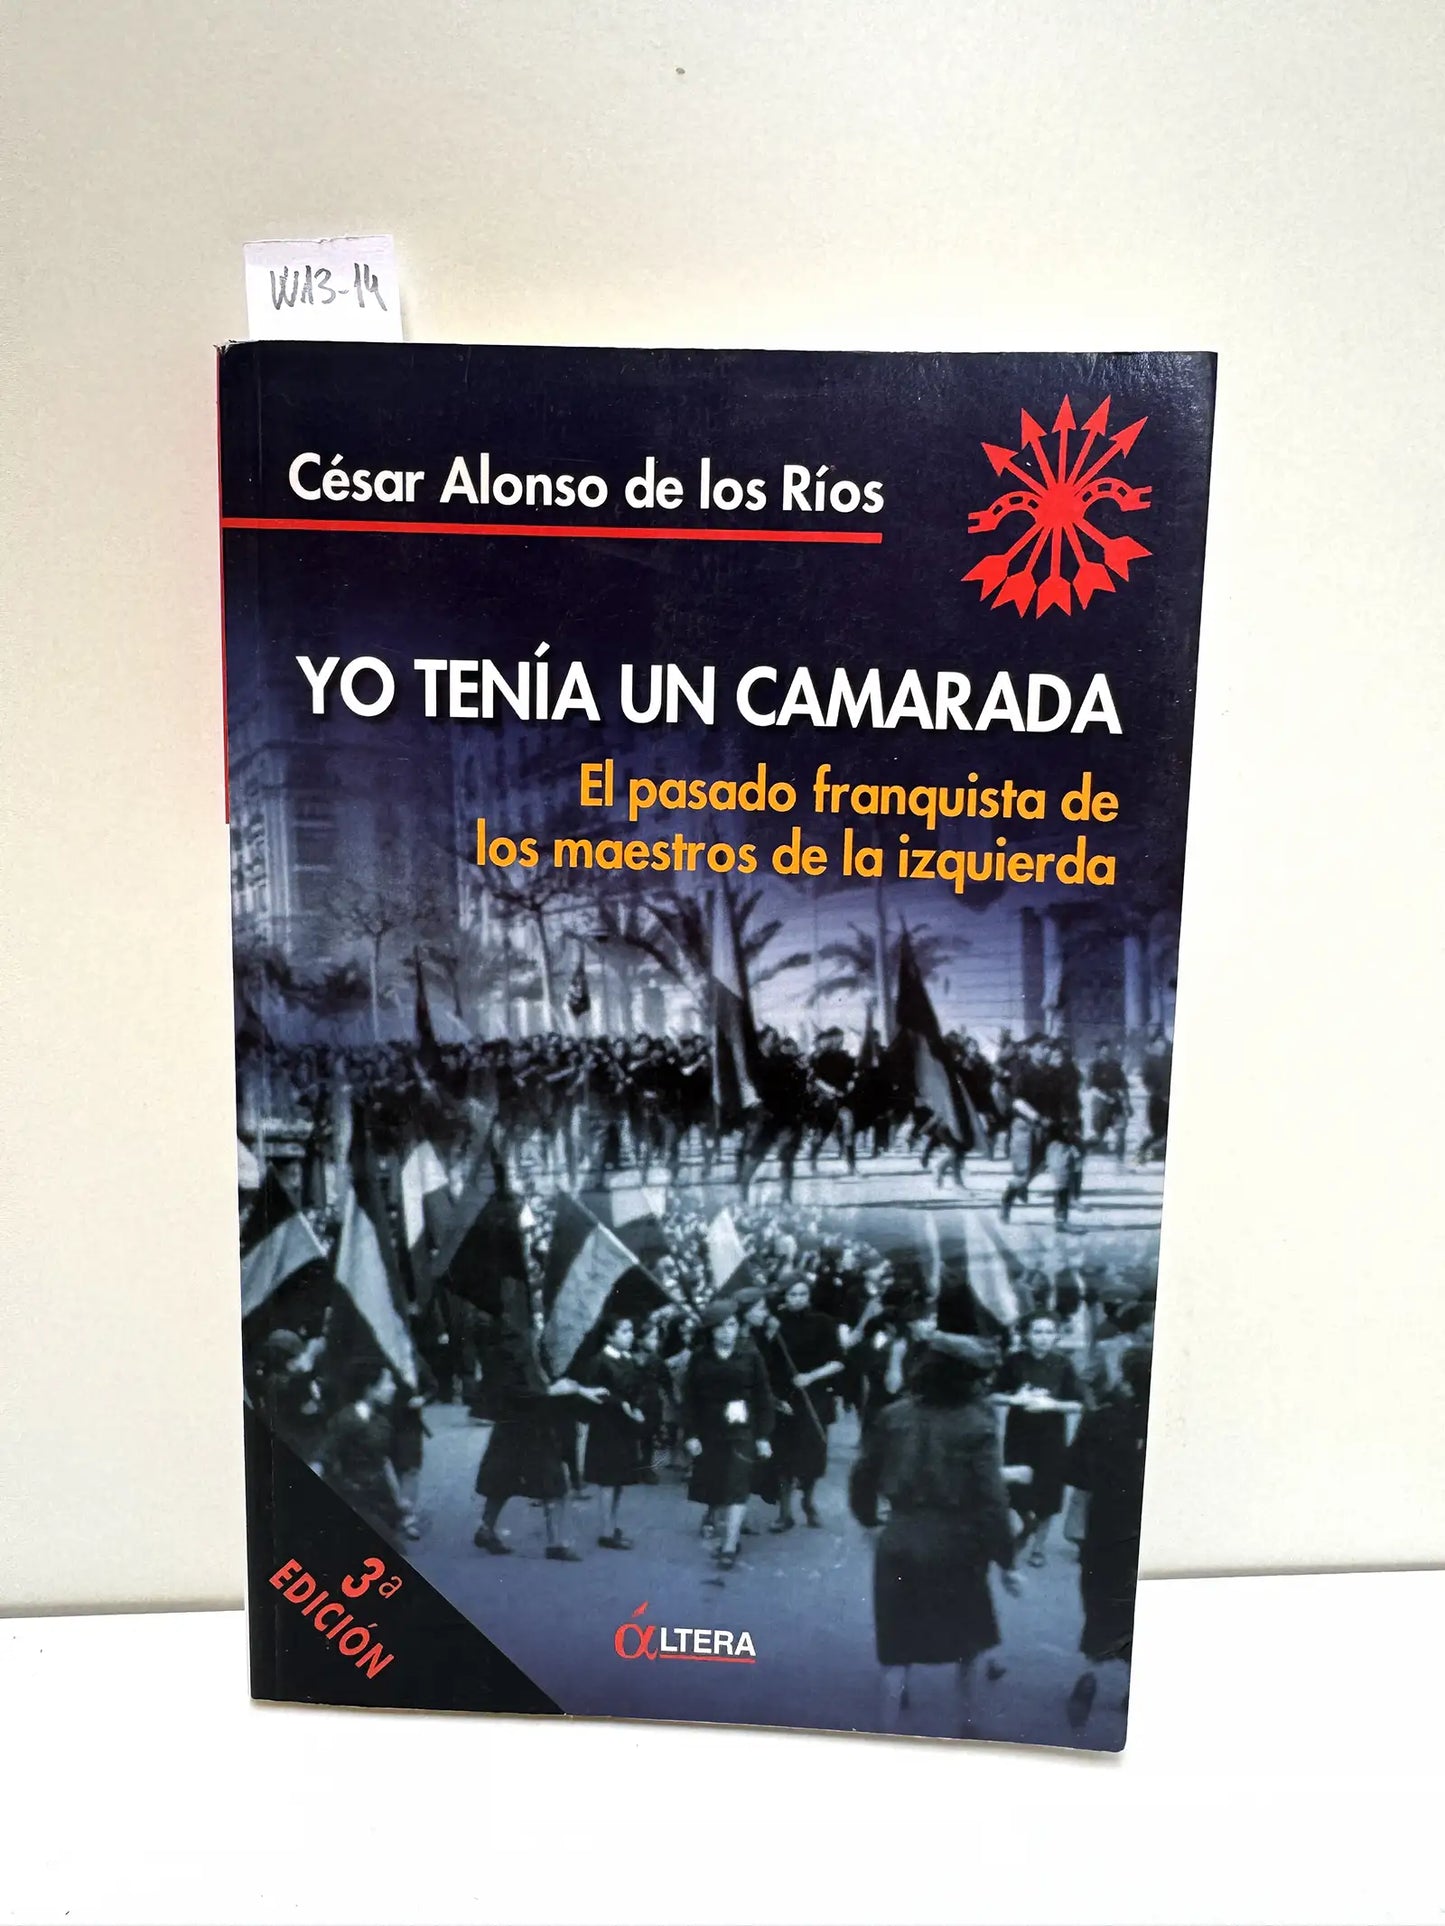 W13-14
César Alonso de los Ríos
YO TENÍA UN CAMARADA
El pasado franquista de
los maestros de la izquierda
3ª
EDICIÓN
άLTERA